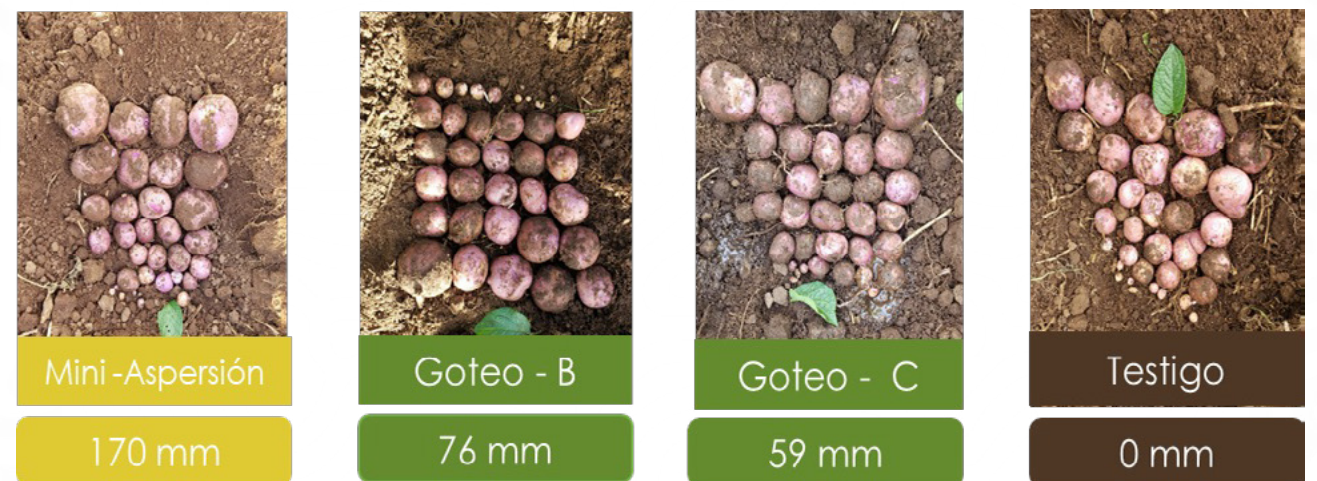 Mini -Aspersión
170 mm
Goteo - B
76 mm
Goteo - C
59 mm
Testigo
0 mm